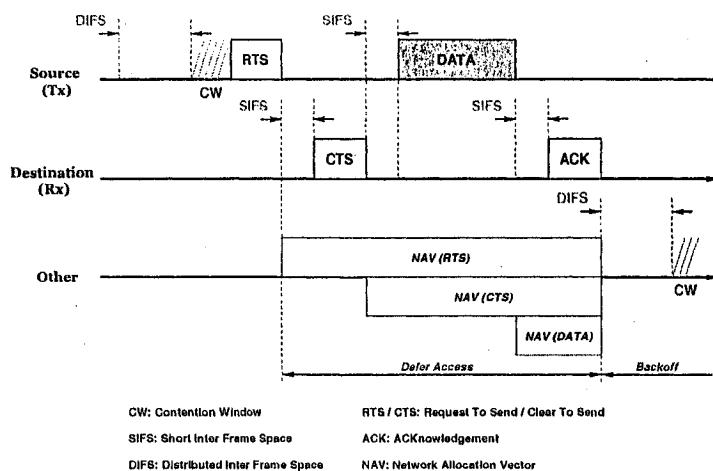 DIFS
SIFS
RTS
DATA
Source
(Tx)
CW
SIFS
SIFS
CTS
ACK
Destination
(Rx)
DIFS
NAV (RTS)
Other
NAV (CTS)
CW
NAV (DATA)
Defer Access
Backoff
CW: Contention Window
RTS / CTS: Request To Send / Clear To Send
SIFS: Short Inter Frame Space
ACK: ACKnowledgement
DIFS: Distributed Inter Frame Space
NAV: Network Allocation Vector